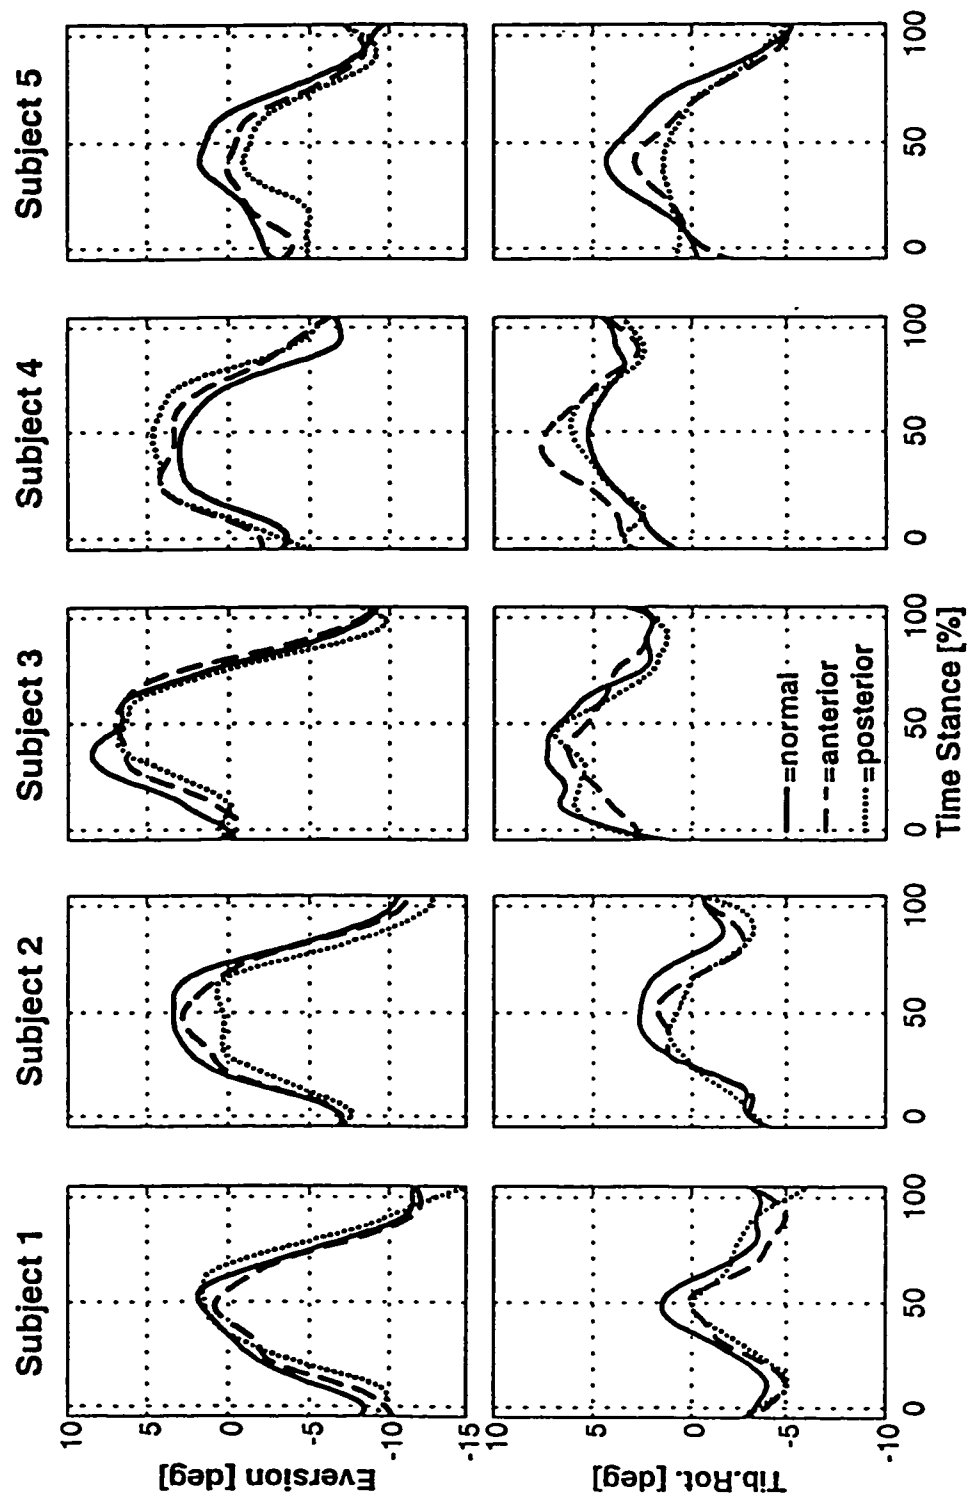 Subject 1
Subject 2
Subject 3
Subject 4
Subject 5
Eversion [deg]
10
5
0
-5
-10
-15
Tib.Rot. [deg]
10
5
0
-5
-10
=normal
=anterior
=posterior
0 50 100
0 50 100
0 50 100
0 50 100
0 50 100
Time Stance [%]